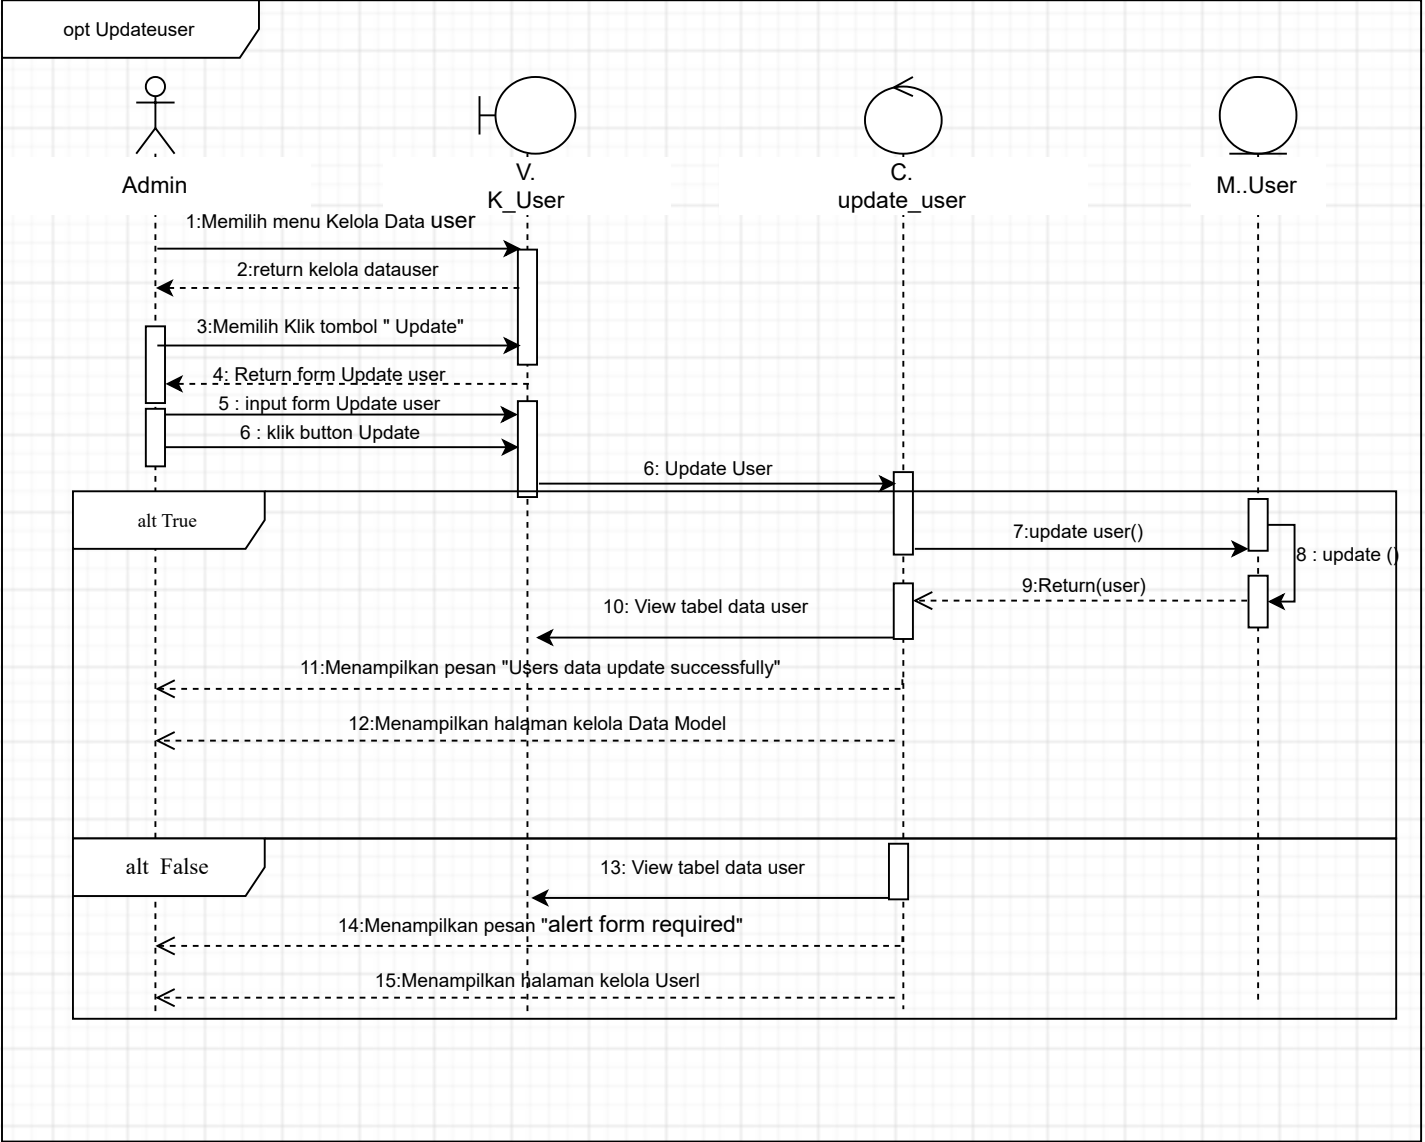 opt Updateuser
Admin
V.
K_User
C.
update_user
M..User
1:Memilih menu Kelola Data user
2:return kelola datauser
3:Memilih Klik tombol " Update"
4: Return form Update user
5 : input form Update user
6 : klik button Update
6: Update User
alt True
7:update user()
8 : update ()
9:Return(user)
10: View tabel data user
11:Menampilkan pesan "Users data update successfully"
12:Menampilkan halaman kelola Data Model
alt False
13: View tabel data user
14:Menampilkan pesan "alert form required"
15:Menampilkan halaman kelola Userl